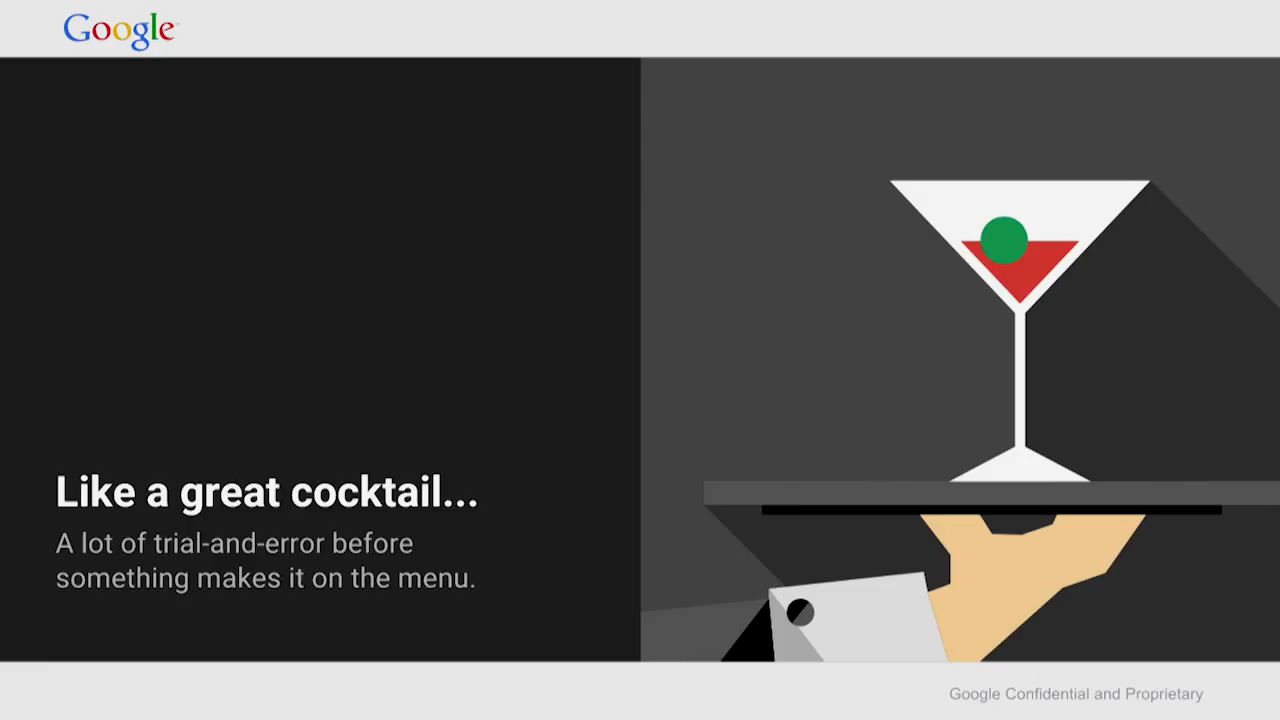 Google
Like a great cocktail...
A lot of trial-and-error before
something makes it on the menu.
Google Confidential and Proprietary